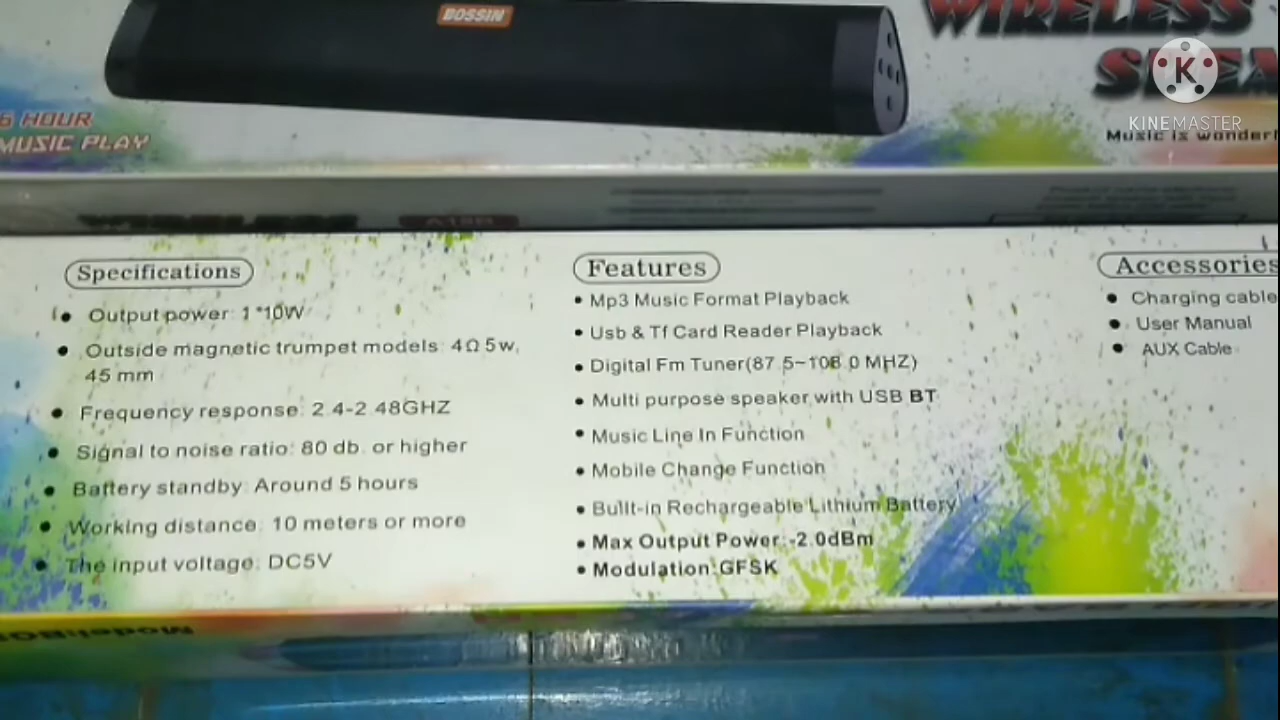 BOSSIN
WIRELESS
6 HOUR
MUSIC PLAY
K
KINEMASTER
Music is
WIRELESS
Specifications
• Output power: 1*10W
• Outside magnetic trumpet models: 4Ω 5w,
45 mm
• Frequency response: 2.4-2.48GHZ
• Signal to noise ratio: 80 db. or higher
• Battery standby: Around 5 hours
• Working distance: 10 meters or more
• The input voltage: DC5V
Features
• Mp3 Music Format Playback
• Usb & Tf Card Reader Playback
• Digital Fm Tuner(87.5~108.0 MHZ)
• Multi purpose speaker with USB BT
• Music Line In Function
• Mobile Change Function
• Built-in Rechargeable Lithium Battery
• Max Output Power:-2.0dBm
• Modulation:GFSK
Accessories
• Charging cable
• User Manual
• AUX Cable